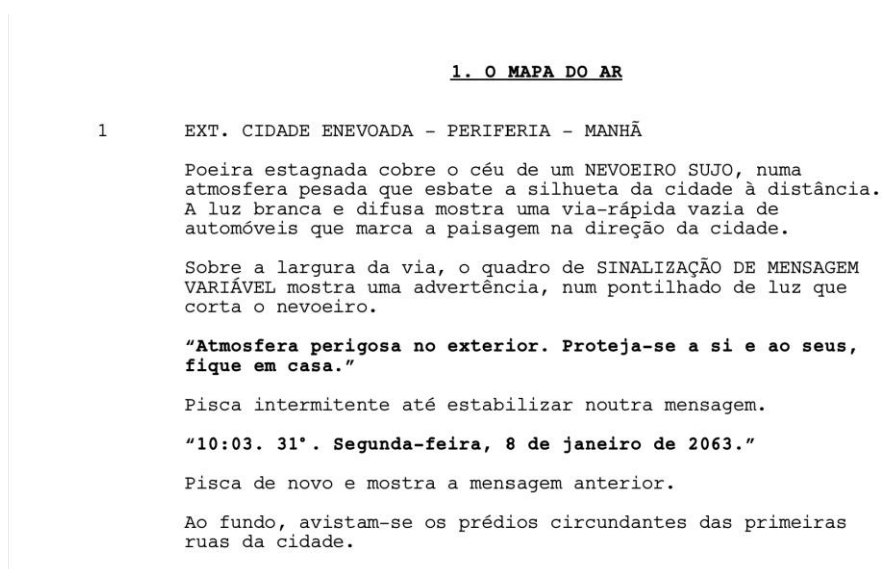 1. O MAPA DO AR
1 EXT. CIDADE ENEVOADA – PERIFERIA – MANHÃ
Poeira estagnada cobre o céu de um NEVOEIRO SUJO, numa
atmosfera pesada que esbate a silhueta da cidade à distância.
A luz branca e difusa mostra uma via-rápida vazia de
automóveis que marca a paisagem na direção da cidade.
Sobre a largura da via, o quadro de SINALIZAÇÃO DE MENSAGEM
VARIÁVEL mostra uma advertência, num pontilhado de luz que
corta o nevoeiro.
“Atmosfera perigosa no exterior. Proteja-se a si e ao seus,
fique em casa.”
Pisca intermitente até estabilizar noutra mensagem.
“10:03. 31°. Segunda-feira, 8 de janeiro de 2063.”
Pisca de novo e mostra a mensagem anterior.
Ao fundo, avistam-se os prédios circundantes das primeiras
ruas da cidade.